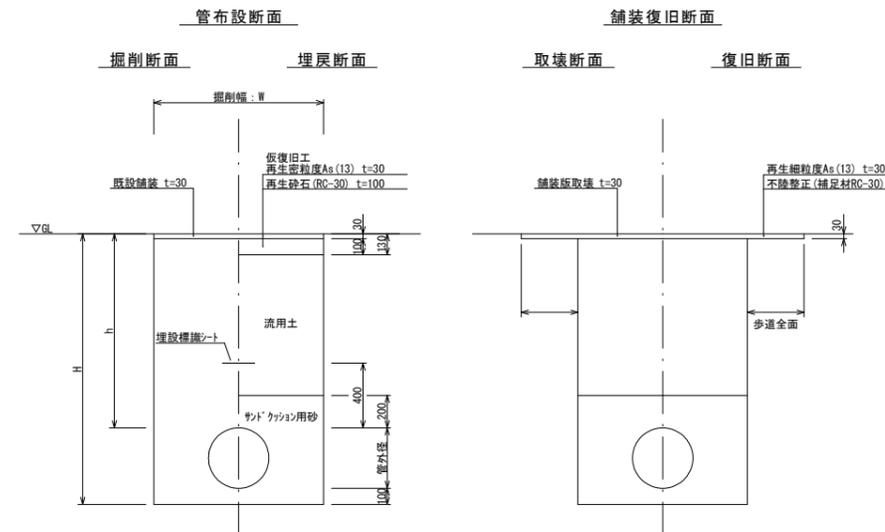 管布設断面
掘削断面
埋戻断面
掘削幅：W
仮復旧工
再生密粒度As(13) t=30
再生砕石(RC-30) t=100
既設舗装 t=30
▽GL
30
100
130
流用土
埋設標識ｼｰﾄ
h
H
400
ｻﾝﾄﾞｸｯｼｮﾝ用砂
200
管外径
100
舗装復旧断面
取壊断面
復旧断面
再生細粒度As(13) t=30
不陸整正(補足材RC-30)
舗装版取壊 t=30
30
歩道全面